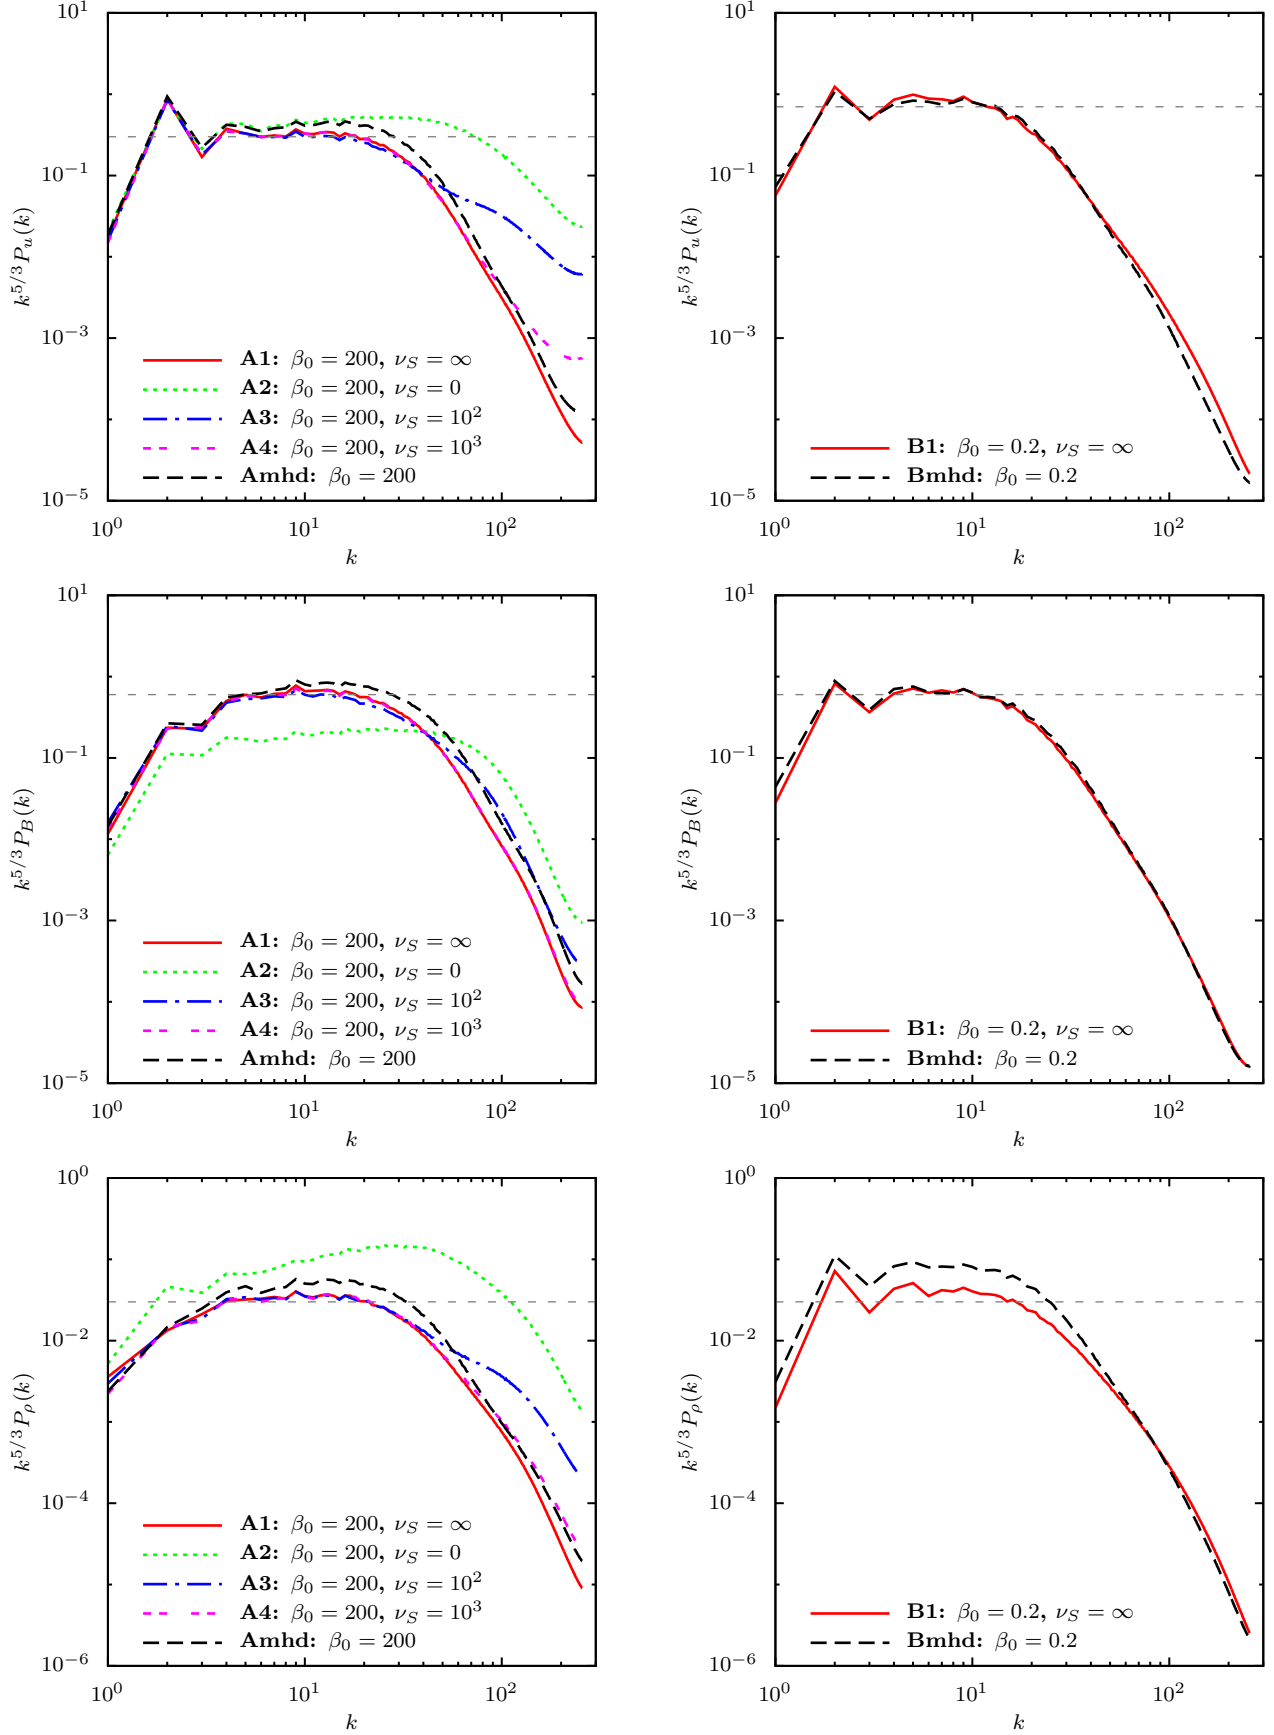 10^1
10^-1
10^-3
10^-5
k^{5/3}P_u(k)
A1: β_0 = 200, ν_S = ∞
A2: β_0 = 200, ν_S = 0
A3: β_0 = 200, ν_S = 10^2
A4: β_0 = 200, ν_S = 10^3
Amhd: β_0 = 200
10^0 10^1 10^2
k
10^1
10^-1
10^-3
10^-5
k^{5/3}P_u(k)
B1: β_0 = 0.2, ν_S = ∞
Bmhd: β_0 = 0.2
10^0 10^1 10^2
k
10^1
10^-1
10^-3
10^-5
k^{5/3}P_B(k)
A1: β_0 = 200, ν_S = ∞
A2: β_0 = 200, ν_S = 0
A3: β_0 = 200, ν_S = 10^2
A4: β_0 = 200, ν_S = 10^3
Amhd: β_0 = 200
10^0 10^1 10^2
k
10^1
10^-1
10^-3
10^-5
k^{5/3}P_B(k)
B1: β_0 = 0.2, ν_S = ∞
Bmhd: β_0 = 0.2
10^0 10^1 10^2
k
10^0
10^-2
10^-4
10^-6
k^{5/3}P_ρ(k)
A1: β_0 = 200, ν_S = ∞
A2: β_0 = 200, ν_S = 0
A3: β_0 = 200, ν_S = 10^2
A4: β_0 = 200, ν_S = 10^3
Amhd: β_0 = 200
10^0 10^1 10^2
k
10^0
10^-2
10^-4
10^-6
k^{5/3}P_ρ(k)
B1: β_0 = 0.2, ν_S = ∞
Bmhd: β_0 = 0.2
10^0 10^1 10^2
k